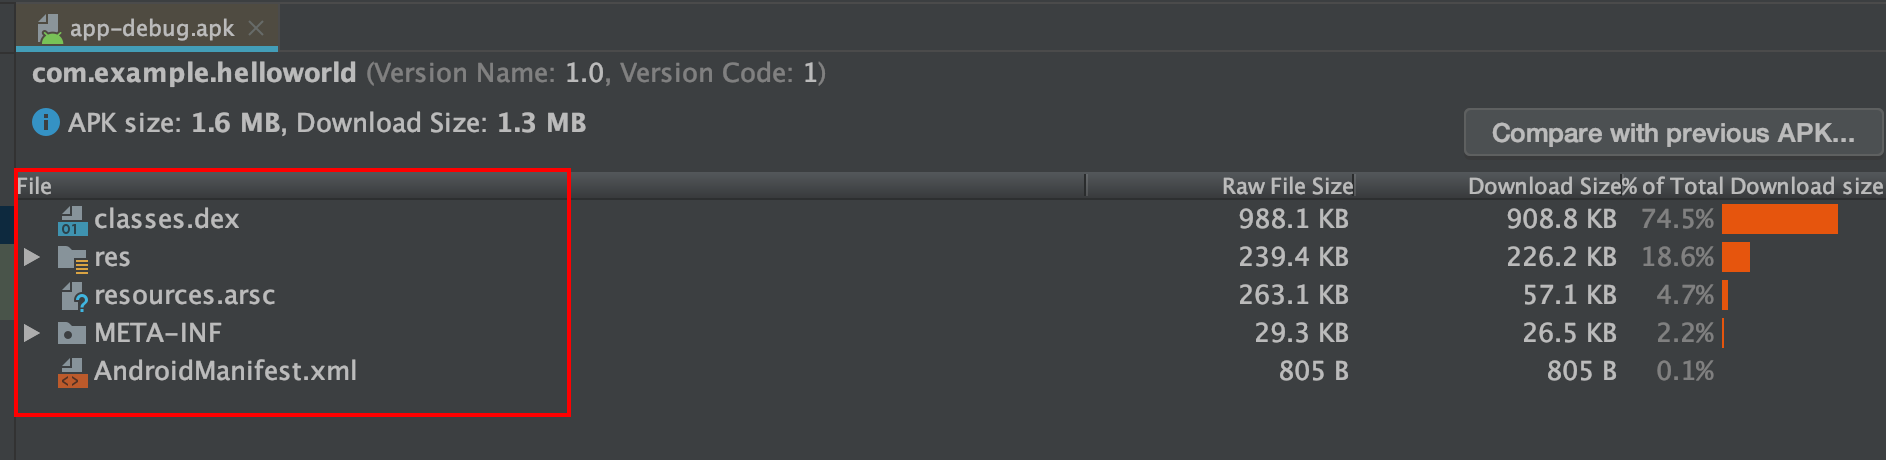 app-debug.apk
com.example.helloworld (Version Name: 1.0, Version Code: 1)
APK size: 1.6 MB, Download Size: 1.3 MB
Compare with previous APK...
File Raw File Size Download Size % of Total Download size
classes.dex 988.1 KB 908.8 KB 74.5%
res 239.4 KB 226.2 KB 18.6%
resources.arsc 263.1 KB 57.1 KB 4.7%
META-INF 29.3 KB 26.5 KB 2.2%
AndroidManifest.xml 805 B 805 B 0.1%